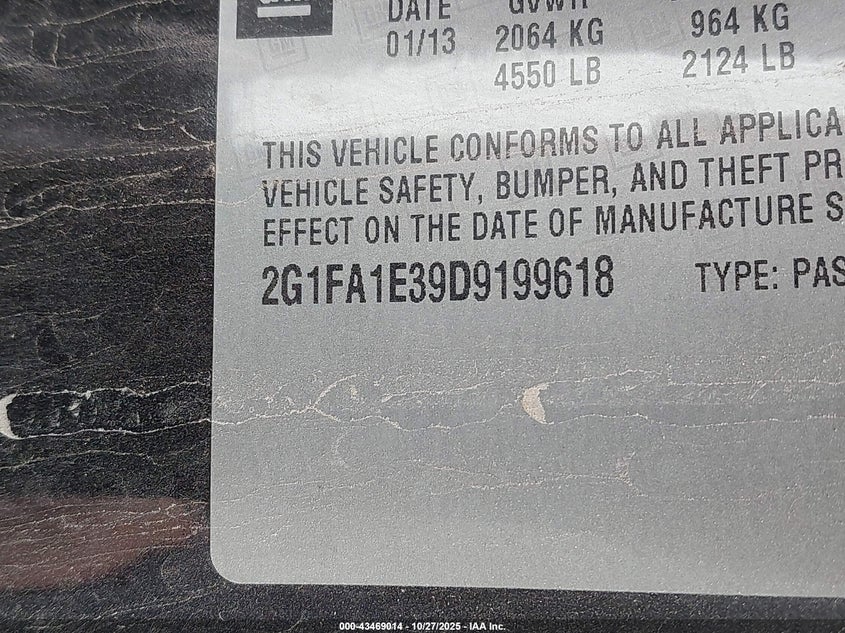 GM
DATE GVWR
01/13 2064 KG 964 KG
4550 LB 2124 LB
THIS VEHICLE CONFORMS TO ALL APPLICA
VEHICLE SAFETY, BUMPER, AND THEFT PR
EFFECT ON THE DATE OF MANUFACTURE S
2G1FA1E39D9199618 TYPE: PAS
000-43469014 - 10/27/2025 - IAA Inc.